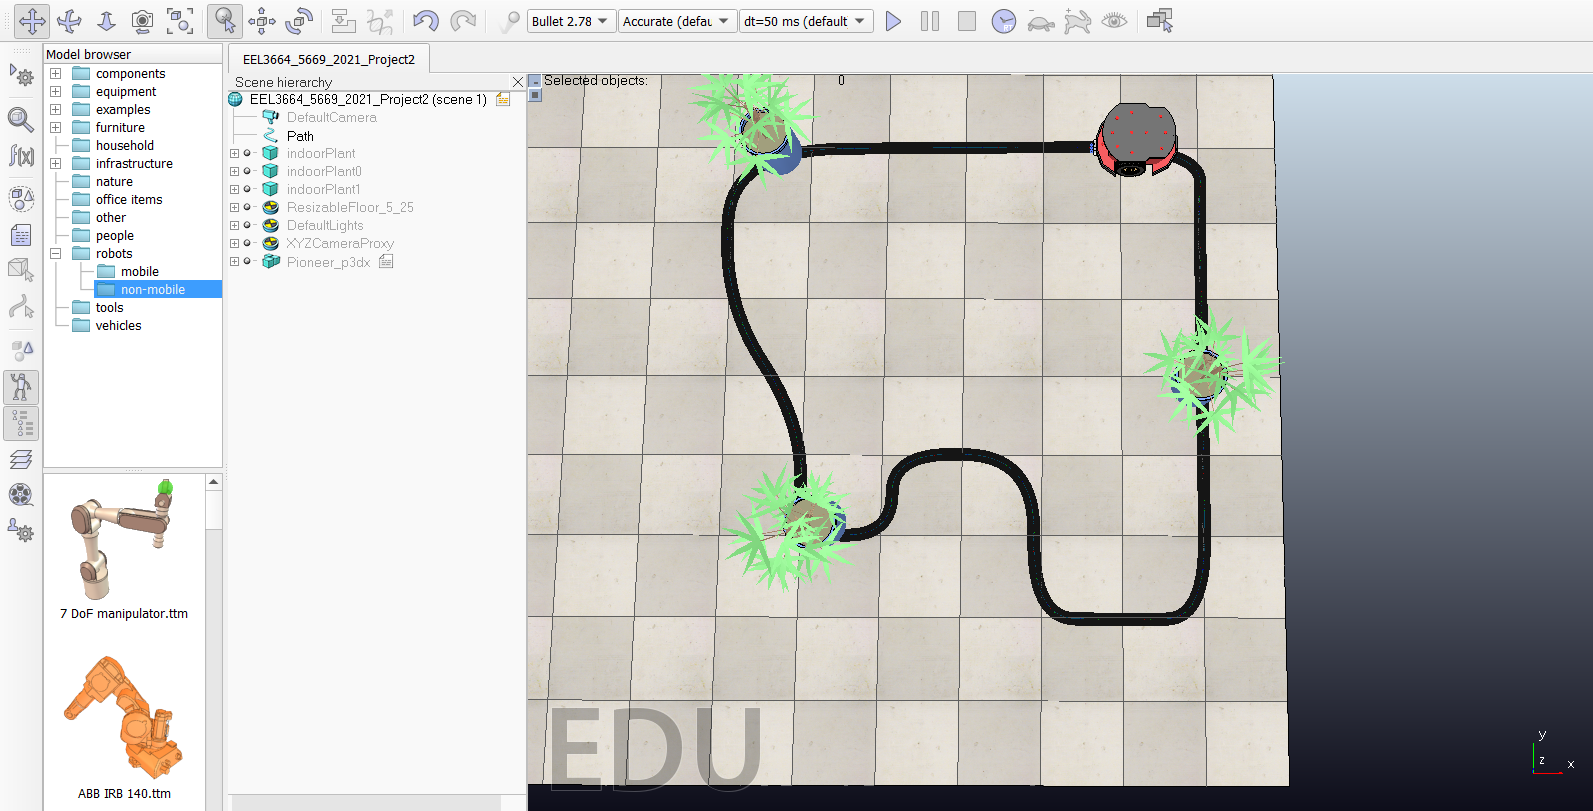 Bullet 2.78
Accurate (defau
dt=50 ms (default
Model browser
components
equipment
examples
furniture
household
infrastructure
nature
office items
other
people
robots
mobile
non-mobile
tools
vehicles
7 DoF manipulator.ttm
ABB IRB 140.ttm
EEL3664_5669_2021_Project2
Scene hierarchy
EEL3664_5669_2021_Project2 (scene 1)
DefaultCamera
Path
indoorPlant
indoorPlant0
indoorPlant1
ResizableFloor_5_25
DefaultLights
XYZCameraProxy
Pioneer_p3dx
Selected objects: 0
EDU
y
z
x
f(x)